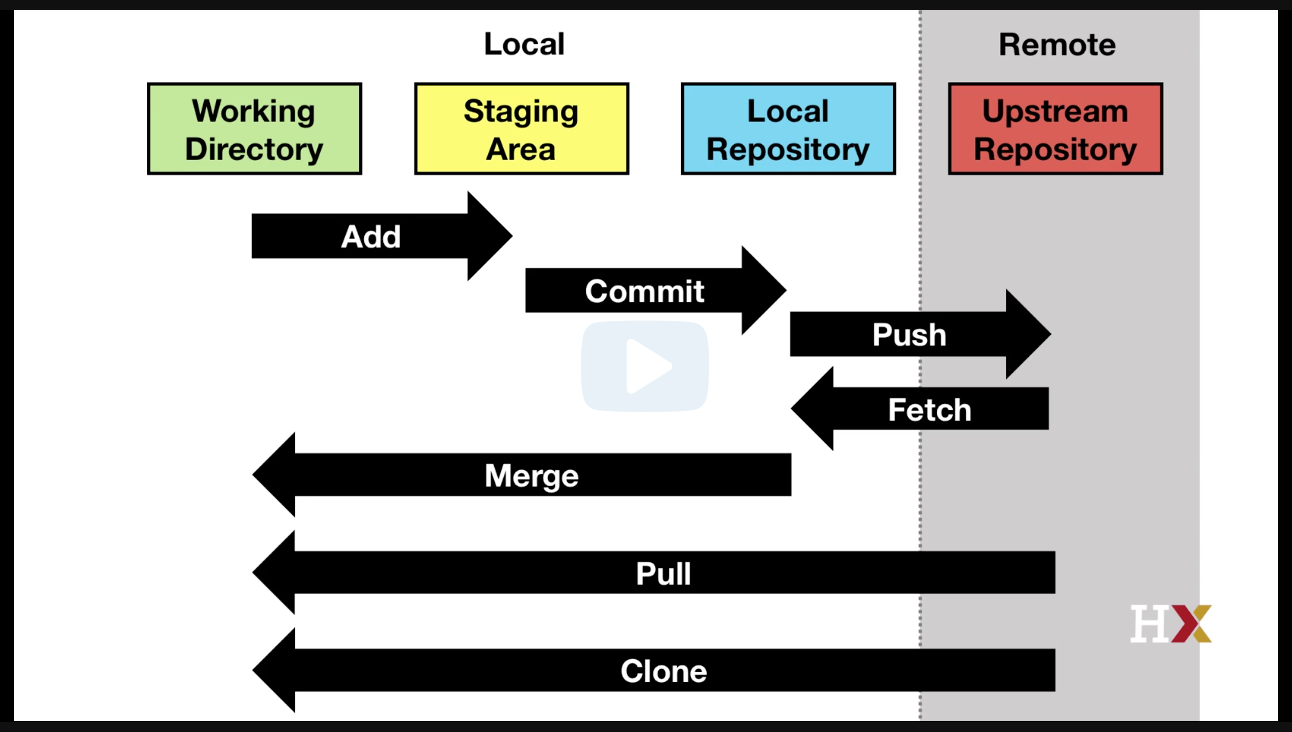 Local
Remote
Working
Directory
Staging
Area
Local
Repository
Upstream
Repository
Add
Commit
Push
Fetch
Merge
Pull
Clone
HX